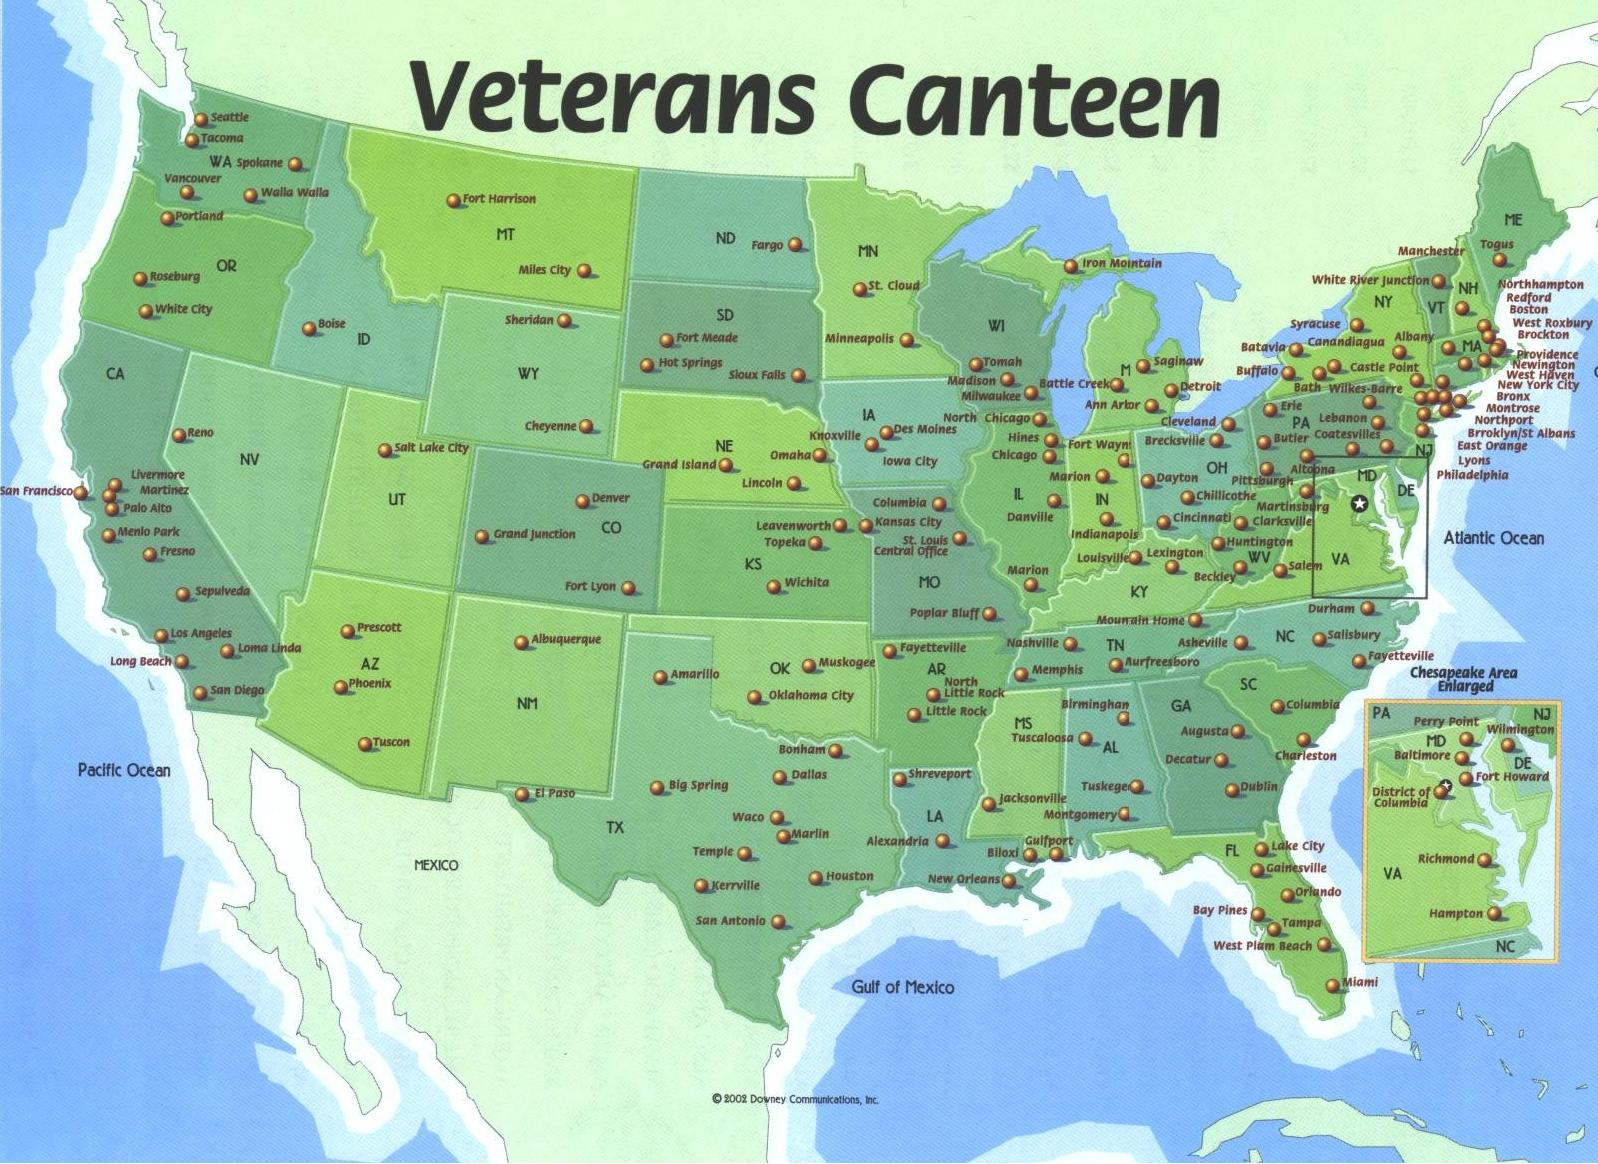 Veterans Canteen
Seattle
Tacoma
WA
Spokane
Vancouver
Walla Walla
Portland
OR
Roseburg
White City
Boise
ID
Fort Harrison
MT
Miles City
ND
Fargo
MN
St. Cloud
Minneapolis
SD
Fort Meade
Hot Springs
Sioux Falls
Sheridan
WY
Cheyenne
Iron Mountain
WI
Tomah
Madison
Milwaukee
M
Saginaw
Battle Creek
Detroit
Ann Arbor
ME
Togus
Manchester
White River Junction
NH
VT
NY
Syracuse
Albany
Batavia
Canandiagua
Buffalo
Castle Point
Bath
Wilkes-Barre
MA
Northhampton
Redford
Boston
West Roxbury
Brockton
Providence
Newington
West Haven
New York City
Bronx
Montrose
Northport
Brroklyn/St Albans
East Orange
Lyons
Philadelphia
CA
Reno
NV
Livermore
Martinez
San Francisco
Palo Alto
Menlo Park
Fresno
Sepulveda
Los Angeles
Loma Linda
Long Beach
San Diego
Salt Lake City
UT
Denver
Grand Junction
CO
Fort Lyon
NE
Grand Island
Omaha
Lincoln
IA
Des Moines
Knoxville
Iowa City
North Chicago
Hines
Chicago
IL
Danville
Marion
Fort Wayn
Marion
IN
Indianapolis
Cleveland
Brecksville
OH
Dayton
Chillicothe
Cincinnati
Erie
PA
Lebanon
Butler
Coatesvilles
Altoona
Pittsburgh
NJ
MD
DE
Martinsburg
Clarksville
Huntington
WV
Beckley
Salem
VA
Atlantic Ocean
Leavenworth
Topeka
KS
Wichita
Columbia
Kansas City
St. Louis
Central Office
MO
Poplar Bluff
Louisville
Lexington
KY
Mountain Home
Nashville
TN
Murfreesboro
Memphis
Asheville
Durham
NC
Salisbury
Fayetteville
Prescott
AZ
Phoenix
Tuscon
Albuquerque
NM
Amarillo
OK
Muskogee
Oklahoma City
Fayetteville
AR
North
Little Rock
Little Rock
MS
Jacksonville
Biloxi
Gulfport
Birminghan
Tuscaloosa
AL
Tuskege
Montgomery
GA
Augusta
Decatur
Dublin
SC
Columbia
Charleston
El Paso
Big Spring
TX
Bonham
Dallas
Waco
Marlin
Temple
Kerrville
Houston
San Antonio
Shreveport
LA
Alexandria
New Orleans
FL
Lake City
Gainesville
Orlando
Bay Pines
Tampa
West Plam Beach
Miami
Chesapeake Area
Enlarged
PA
NJ
Perry Point
Wilmington
MD
Baltimore
DE
Fort Howard
District of
Columbia
Richmond
VA
Hampton
NC
Pacific Ocean
MEXICO
Gulf of Mexico
© 2002 Downey Communications, Inc.